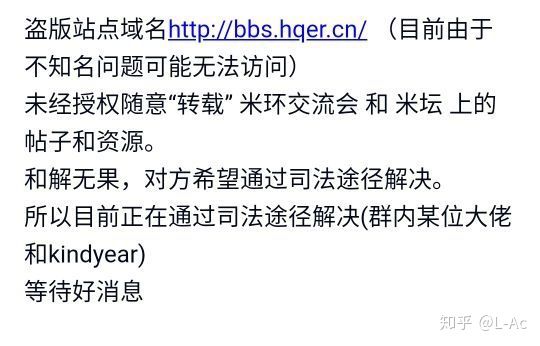 盗版站点域名http://bbs.hqer.cn/ （目前由于
不知名问题可能无法访问）
未经授权随意“转载” 米环交流会 和 米坛 上的
帖子和资源。
和解无果，对方希望通过司法途径解决。
所以目前正在通过司法途径解决(群内某位大佬
和kindyear)
等待好消息
知乎 @L-Ac